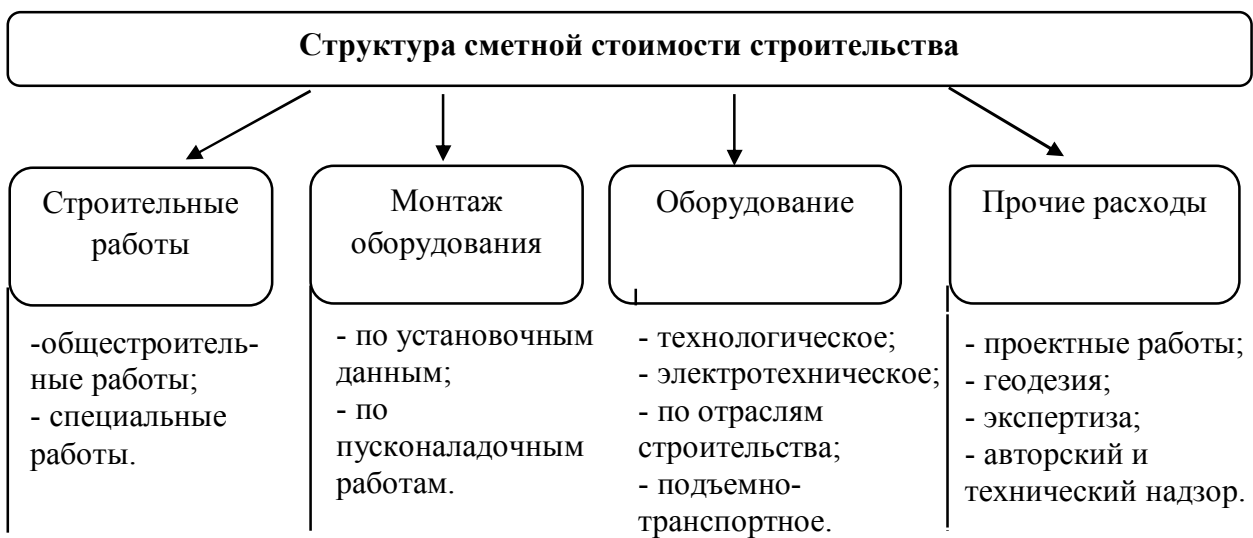 Структура сметной стоимости строительства
Строительные
работы
Монтаж
оборудования
Оборудование
Прочие расходы
-общестроитель-
ные работы;
- специальные
работы.
- по установочным
данным;
- по
пусконаладочным
работам.
- технологическое;
- электротехническое;
- по отраслям
строительства;
- подъемно-
транспортное.
- проектные работы;
- геодезия;
- экспертиза;
- авторский и
технический надзор.